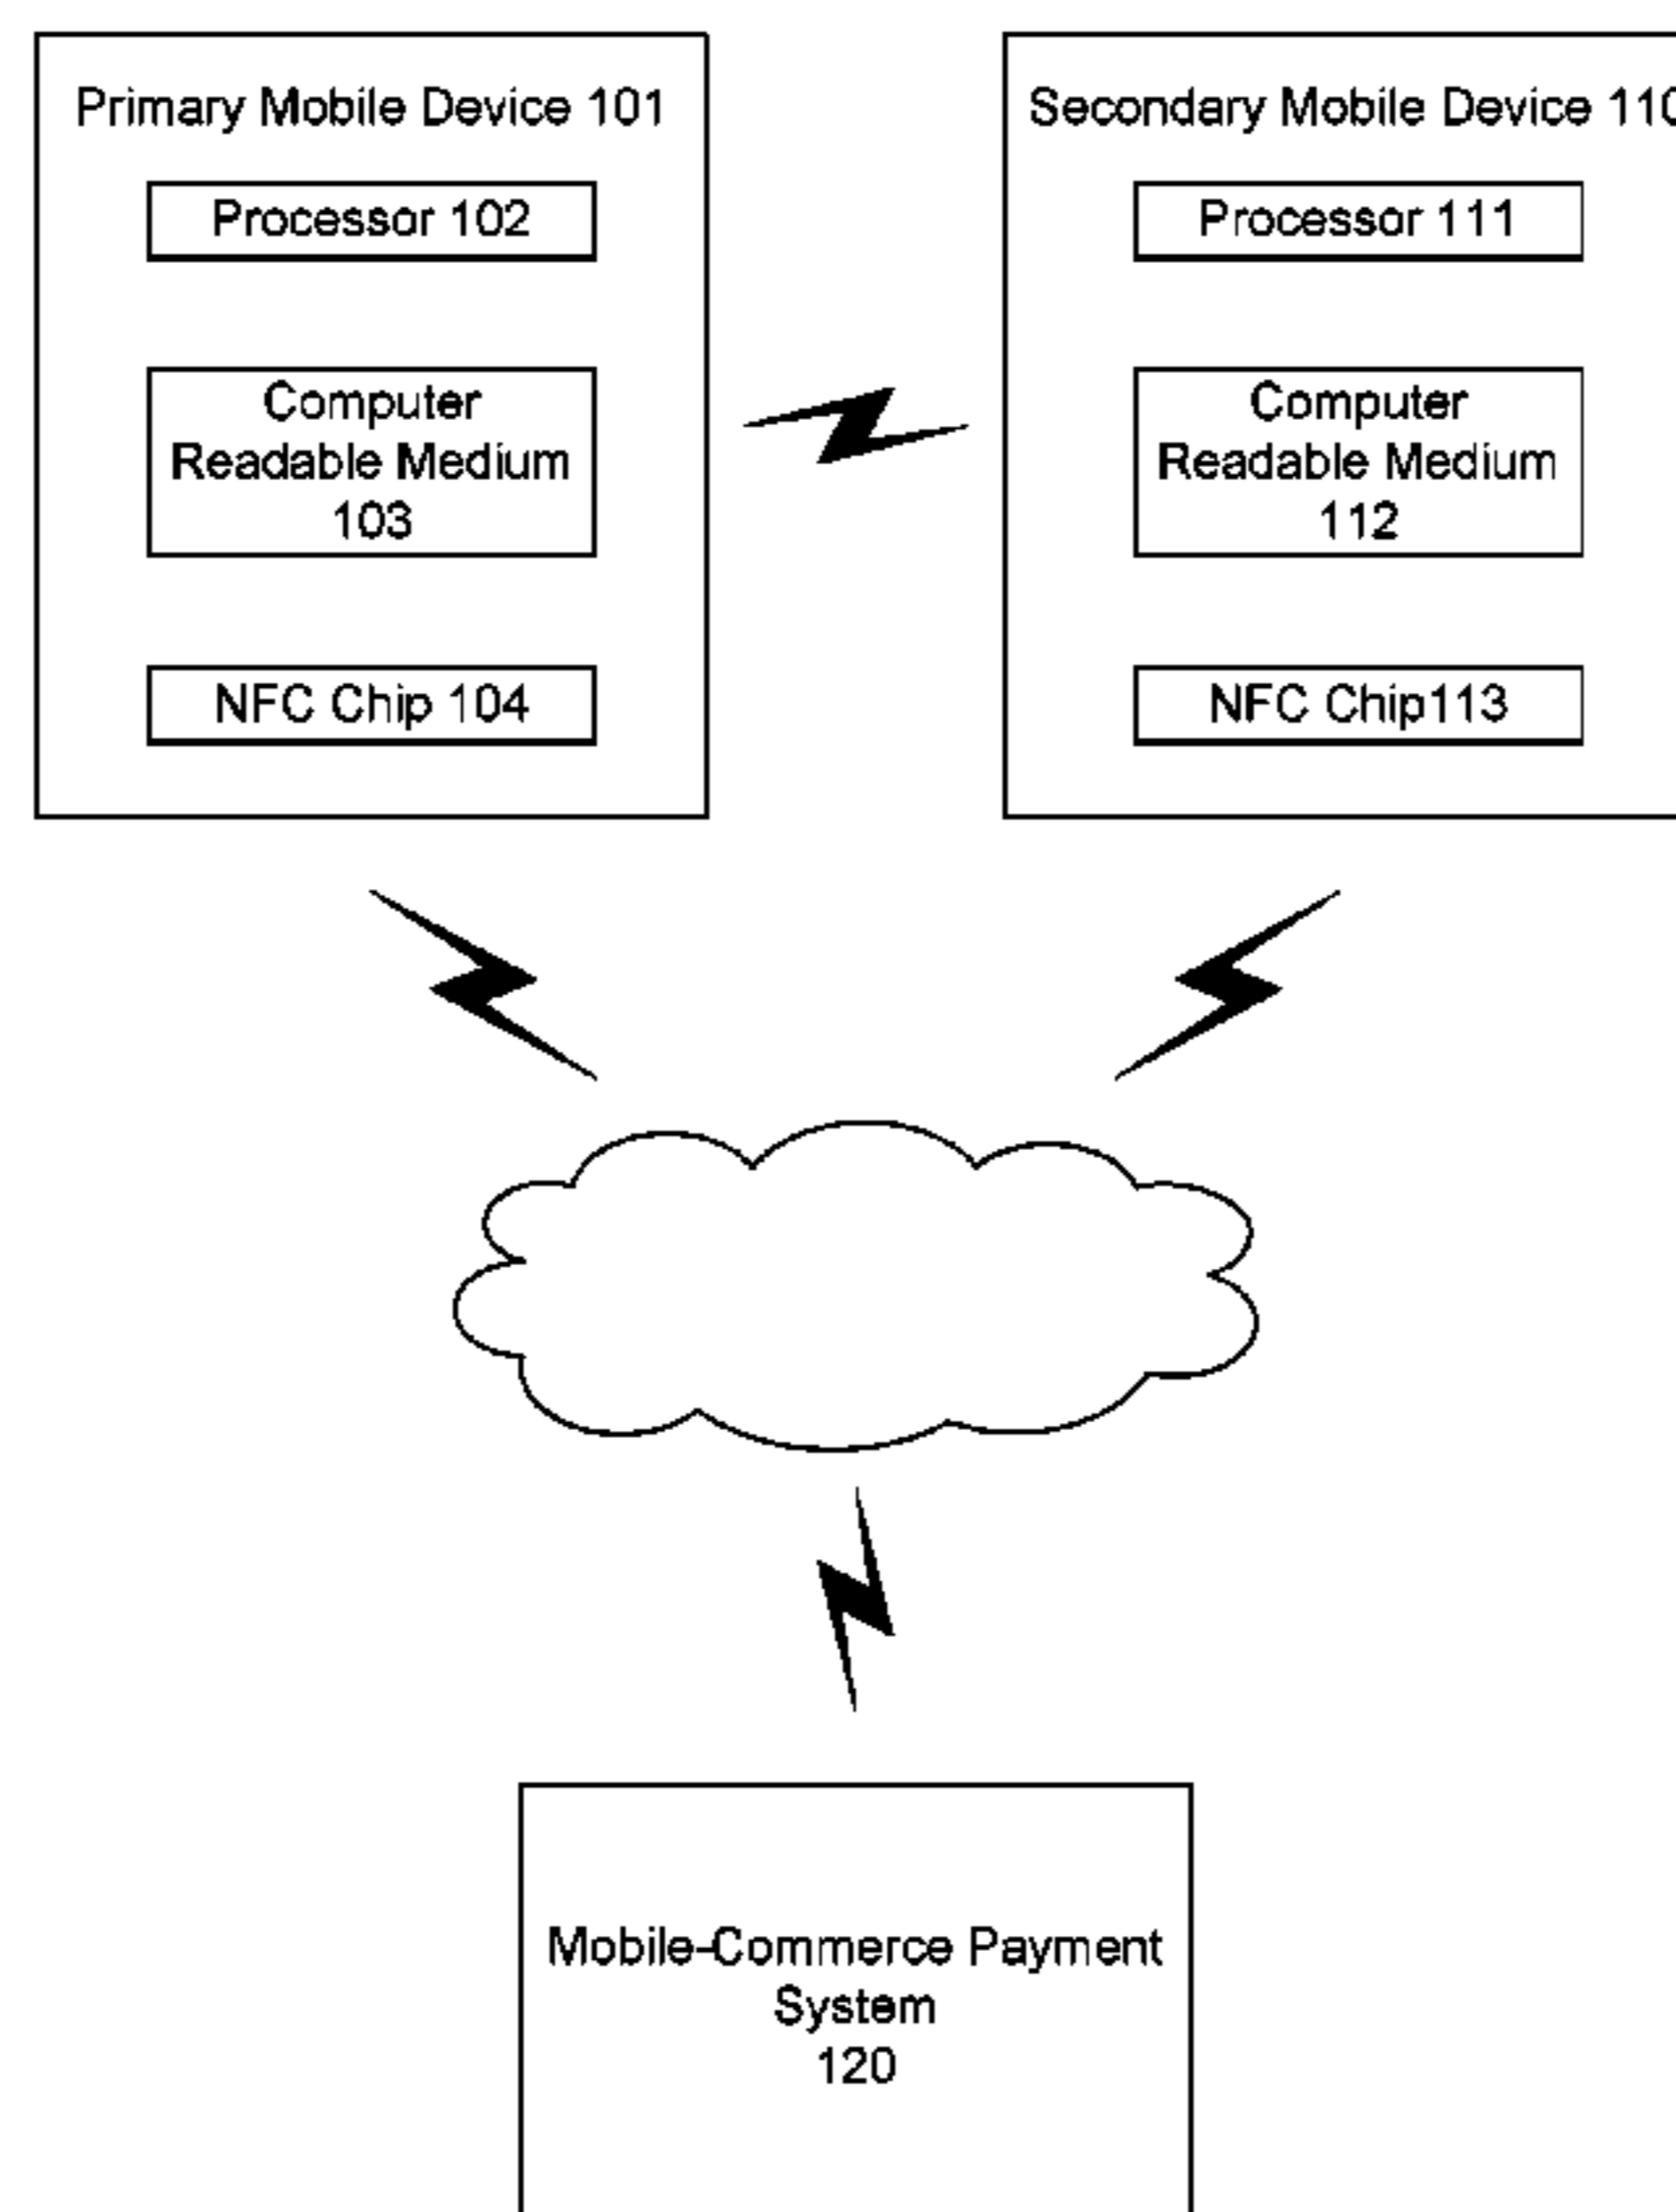 Primary Mobile Device 101
Processor 102
Computer
Readable Medium
103
NFC Chip 104
Secondary Mobile Device 110
Processor 111
Computer
Readable Medium
112
NFC Chip113
Mobile-Commerce Payment
System
120